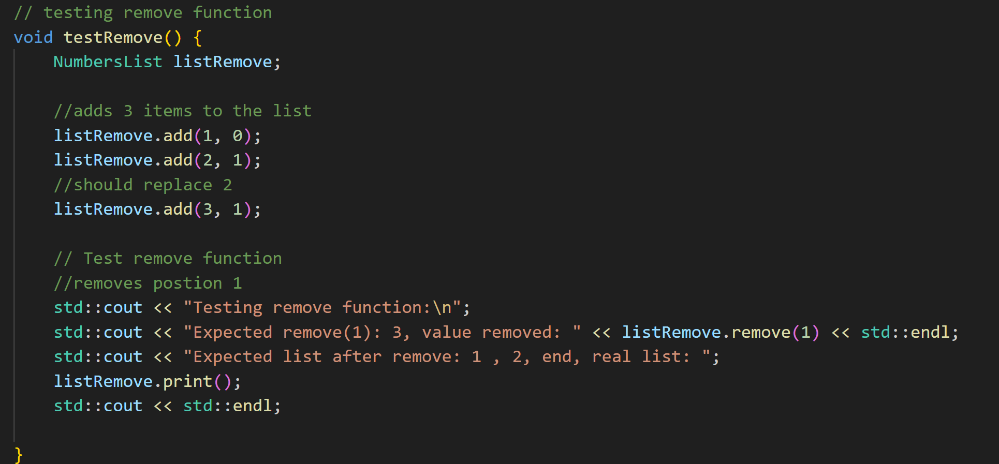 // testing remove function
void testRemove() {
    NumbersList listRemove;

    //adds 3 items to the list
    listRemove.add(1, 0);
    listRemove.add(2, 1);
    //should replace 2
    listRemove.add(3, 1);

    // Test remove function
    //removes postion 1
    std::cout << "Testing remove function:\n";
    std::cout << "Expected remove(1): 3, value removed: " << listRemove.remove(1) << std::endl;
    std::cout << "Expected list after remove: 1 , 2, end, real list: ";
    listRemove.print();
    std::cout << std::endl;

}